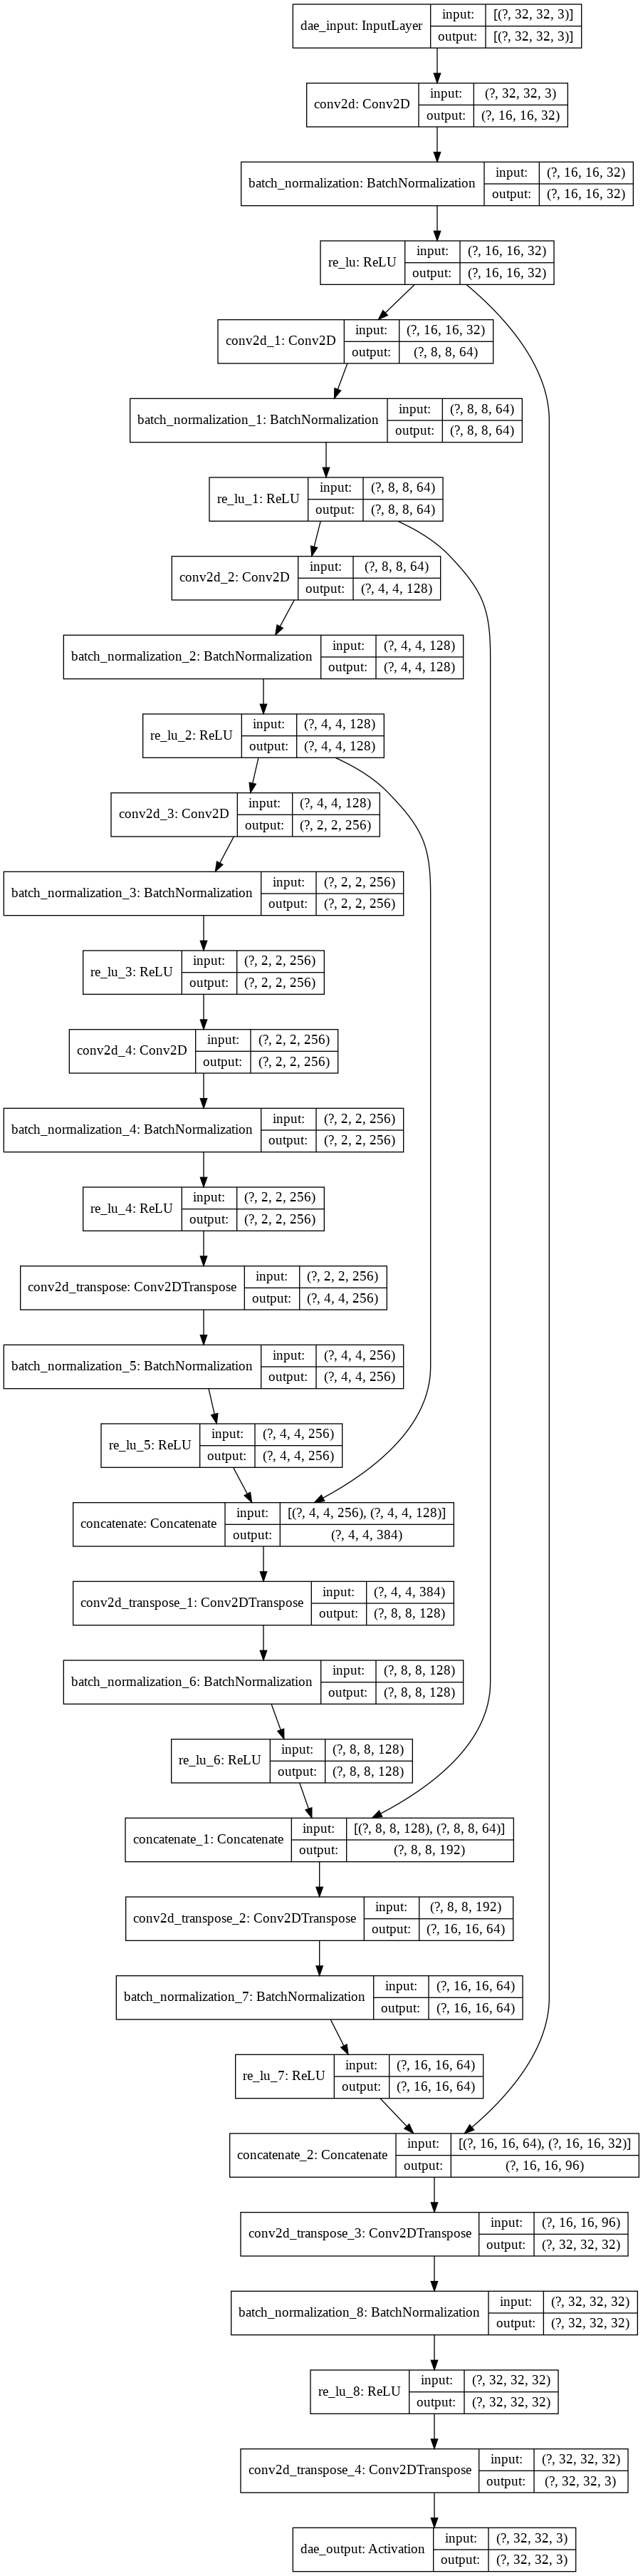 dae_input: InputLayer
input: [(?, 32, 32, 3)]
output: [(?, 32, 32, 3)]
conv2d: Conv2D
input: (?, 32, 32, 3)
output: (?, 16, 16, 32)
batch_normalization: BatchNormalization
input: (?, 16, 16, 32)
output: (?, 16, 16, 32)
re_lu: ReLU
input: (?, 16, 16, 32)
output: (?, 16, 16, 32)
conv2d_1: Conv2D
input: (?, 16, 16, 32)
output: (?, 8, 8, 64)
batch_normalization_1: BatchNormalization
input: (?, 8, 8, 64)
output: (?, 8, 8, 64)
re_lu_1: ReLU
input: (?, 8, 8, 64)
output: (?, 8, 8, 64)
conv2d_2: Conv2D
input: (?, 8, 8, 64)
output: (?, 4, 4, 128)
batch_normalization_2: BatchNormalization
input: (?, 4, 4, 128)
output: (?, 4, 4, 128)
re_lu_2: ReLU
input: (?, 4, 4, 128)
output: (?, 4, 4, 128)
conv2d_3: Conv2D
input: (?, 4, 4, 128)
output: (?, 2, 2, 256)
batch_normalization_3: BatchNormalization
input: (?, 2, 2, 256)
output: (?, 2, 2, 256)
re_lu_3: ReLU
input: (?, 2, 2, 256)
output: (?, 2, 2, 256)
conv2d_4: Conv2D
input: (?, 2, 2, 256)
output: (?, 2, 2, 256)
batch_normalization_4: BatchNormalization
input: (?, 2, 2, 256)
output: (?, 2, 2, 256)
re_lu_4: ReLU
input: (?, 2, 2, 256)
output: (?, 2, 2, 256)
conv2d_transpose: Conv2DTranspose
input: (?, 2, 2, 256)
output: (?, 4, 4, 256)
batch_normalization_5: BatchNormalization
input: (?, 4, 4, 256)
output: (?, 4, 4, 256)
re_lu_5: ReLU
input: (?, 4, 4, 256)
output: (?, 4, 4, 256)
concatenate: Concatenate
input: [(?, 4, 4, 256), (?, 4, 4, 128)]
output: (?, 4, 4, 384)
conv2d_transpose_1: Conv2DTranspose
input: (?, 4, 4, 384)
output: (?, 8, 8, 128)
batch_normalization_6: BatchNormalization
input: (?, 8, 8, 128)
output: (?, 8, 8, 128)
re_lu_6: ReLU
input: (?, 8, 8, 128)
output: (?, 8, 8, 128)
concatenate_1: Concatenate
input: [(?, 8, 8, 128), (?, 8, 8, 64)]
output: (?, 8, 8, 192)
conv2d_transpose_2: Conv2DTranspose
input: (?, 8, 8, 192)
output: (?, 16, 16, 64)
batch_normalization_7: BatchNormalization
input: (?, 16, 16, 64)
output: (?, 16, 16, 64)
re_lu_7: ReLU
input: (?, 16, 16, 64)
output: (?, 16, 16, 64)
concatenate_2: Concatenate
input: [(?, 16, 16, 64), (?, 16, 16, 32)]
output: (?, 16, 16, 96)
conv2d_transpose_3: Conv2DTranspose
input: (?, 16, 16, 96)
output: (?, 32, 32, 32)
batch_normalization_8: BatchNormalization
input: (?, 32, 32, 32)
output: (?, 32, 32, 32)
re_lu_8: ReLU
input: (?, 32, 32, 32)
output: (?, 32, 32, 32)
conv2d_transpose_4: Conv2DTranspose
input: (?, 32, 32, 32)
output: (?, 32, 32, 3)
dae_output: Activation
input: (?, 32, 32, 3)
output: (?, 32, 32, 3)